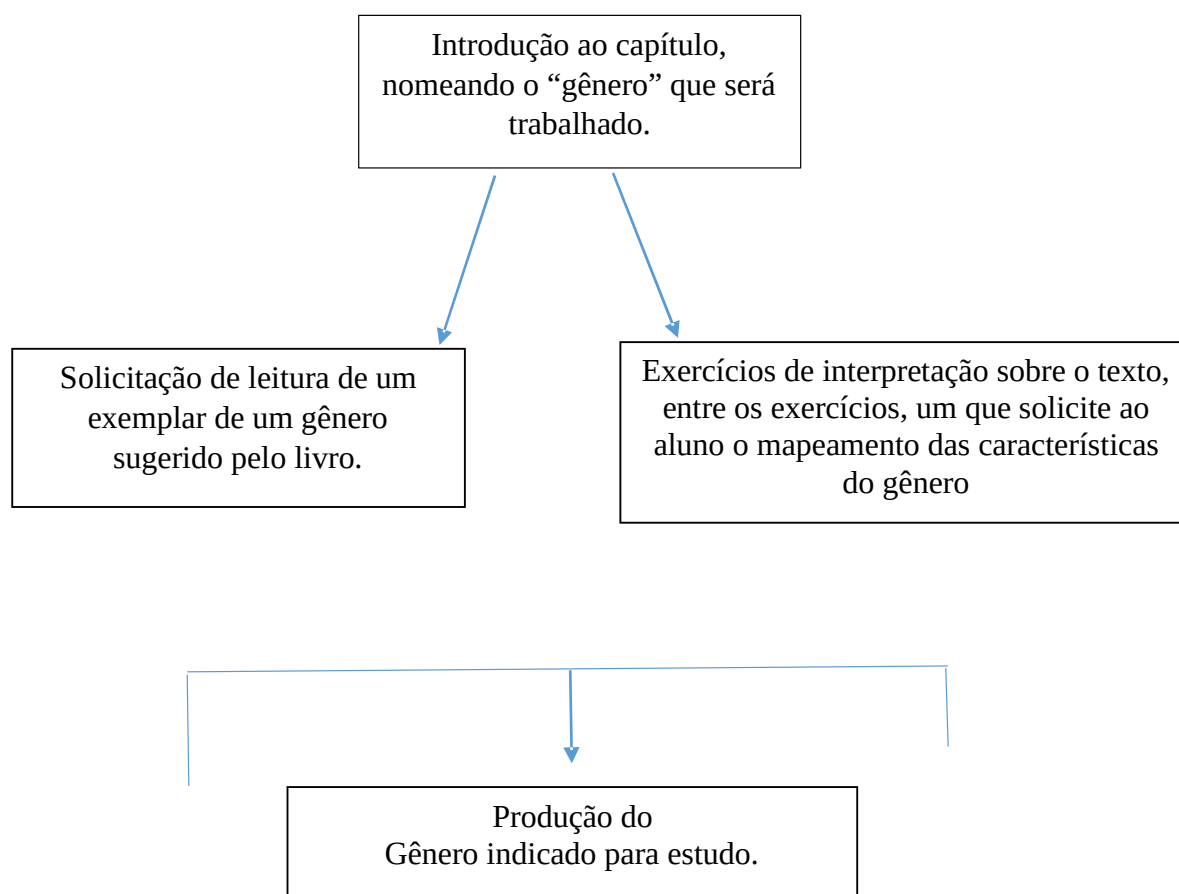 Introdução ao capítulo,
nomeando o “gênero” que será
trabalhado.
Solicitação de leitura de um
exemplar de um gênero
sugerido pelo livro.
Exercícios de interpretação sobre o texto,
entre os exercícios, um que solicite ao
aluno o mapeamento das características
do gênero
Produção do
Gênero indicado para estudo.